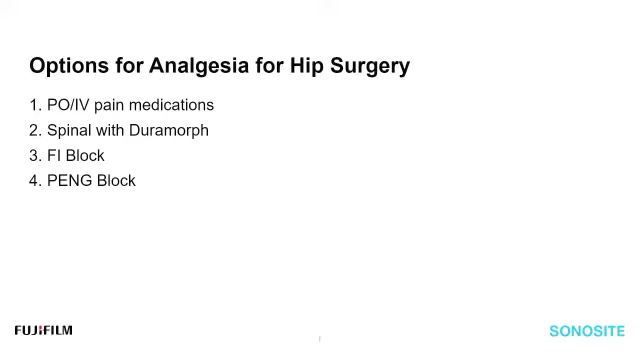 Options for Analgesia for Hip Surgery
1. PO/IV pain medications
2. Spinal with Duramorph
3. FI Block
4. PENG Block
FUJIFILM
SONOSITE